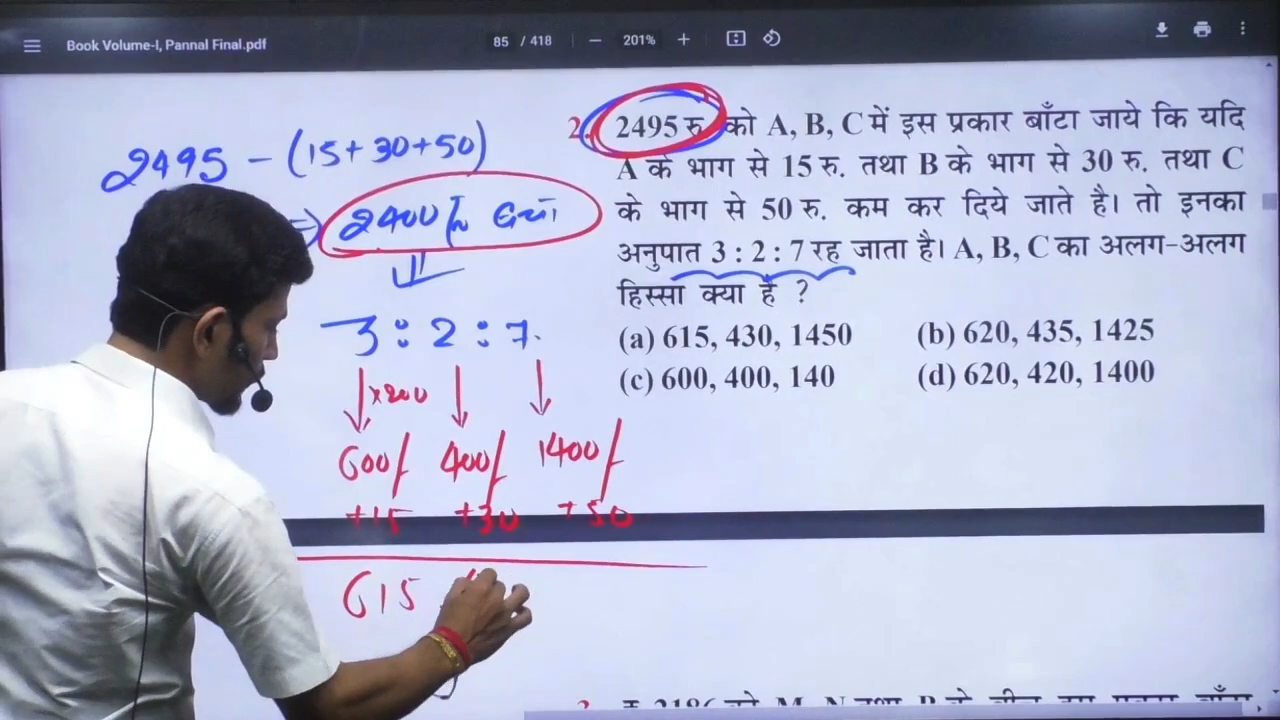 Book Volume-I, Pannal Final.pdf
85 / 418
201%
2. 2495 रु. को A, B, C में इस प्रकार बाँटा जाये कि यदि
A के भाग से 15 रु. तथा B के भाग से 30 रु. तथा C
के भाग से 50 रु. कम कर दिये जाते है। तो इनका
अनुपात 3 : 2 : 7 रह जाता है। A, B, C का अलग-अलग
हिस्सा क्या है ?
(a) 615, 430, 1450 (b) 620, 435, 1425
(c) 600, 400, 140 (d) 620, 420, 1400
2495 - (15+30+50)
2400/-
3 : 2 : 7
×200
600/- 400/- 1400/-
+15 +30 +50
615